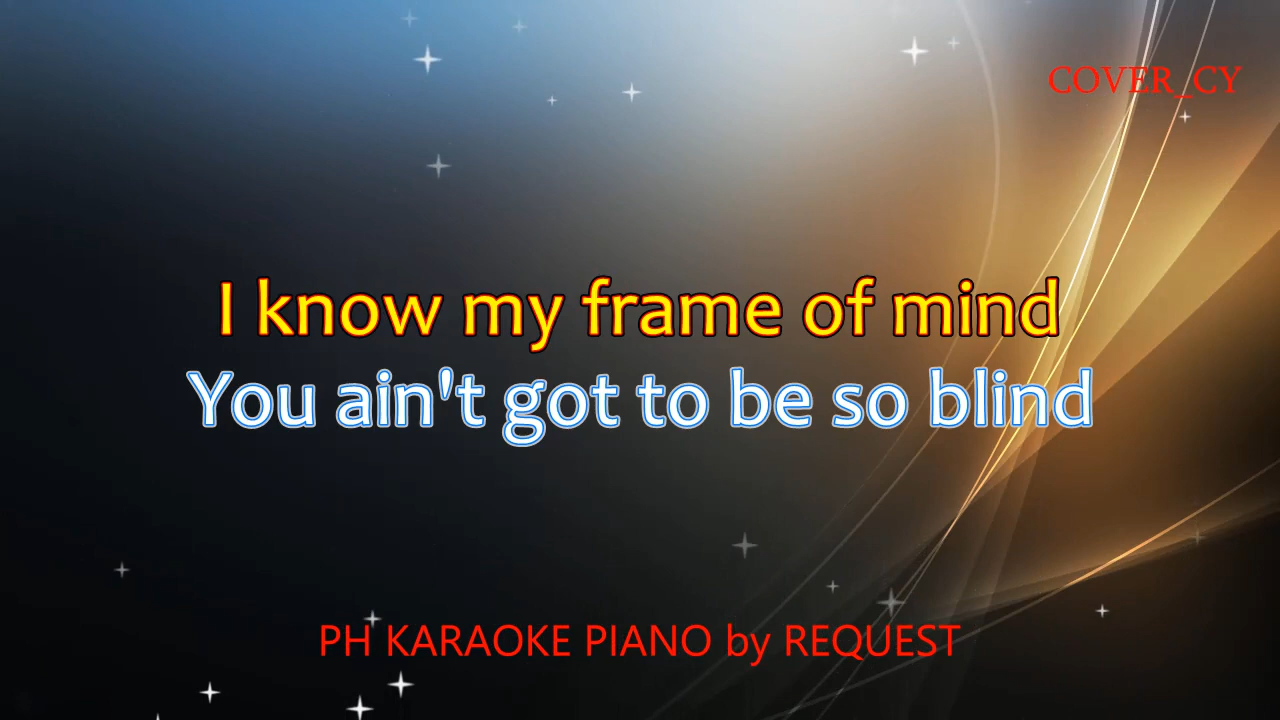 COVER_CY
I know my frame of mind
You ain't got to be so blind
PH KARAOKE PIANO by REQUEST